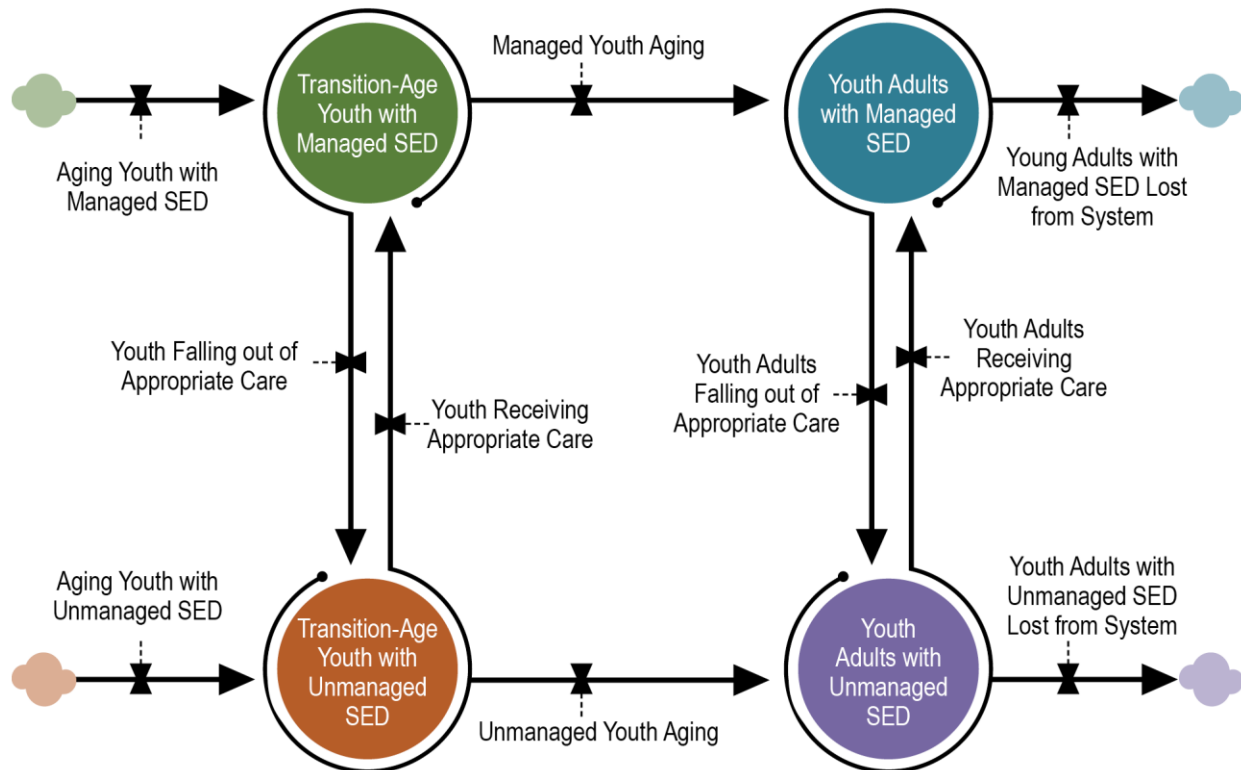 Managed Youth Aging
Transition-Age
Youth with
Managed SED
Youth Adults
with Managed
SED
Aging Youth with
Managed SED
Young Adults with
Managed SED Lost
from System
Youth Falling out of
Appropriate Care
Youth Receiving
Appropriate Care
Youth Adults
Falling out of
Appropriate Care
Youth Adults
Receiving
Appropriate Care
Aging Youth with
Unmanaged SED
Transition-Age
Youth with
Unmanaged
SED
Unmanaged Youth Aging
Youth
Adults with
Unmanaged
SED
Youth Adults with
Unmanaged SED
Lost from System